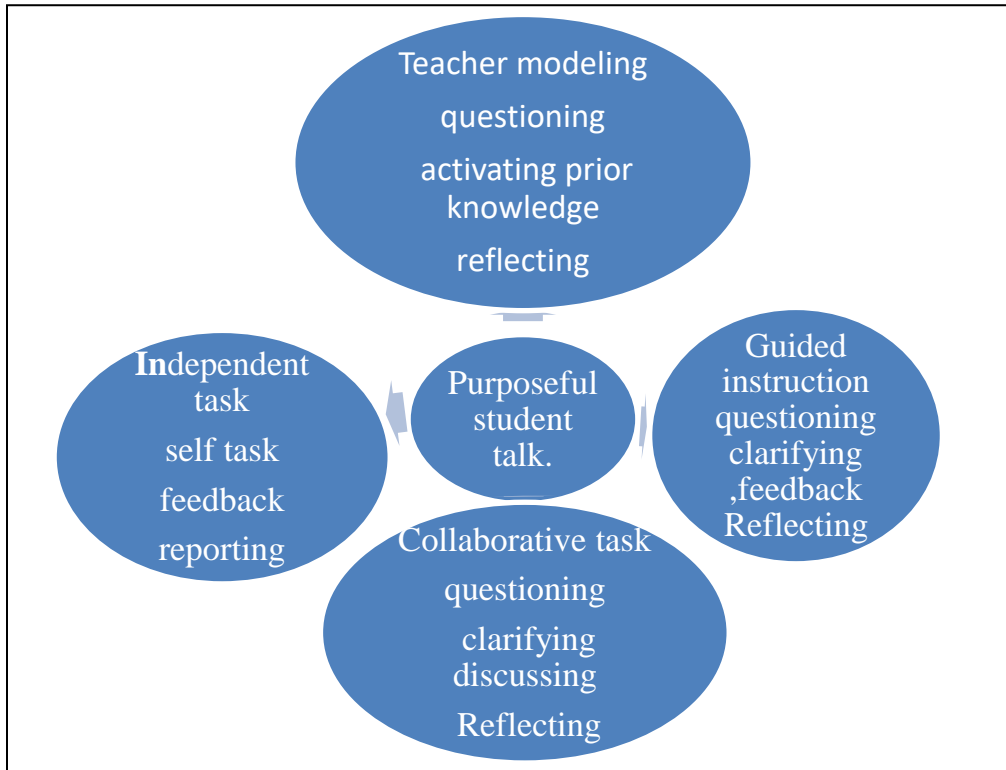 Teacher modeling
questioning
activating prior
knowledge
reflecting
Independent
task
self task
feedback
reporting
Purposeful
student
talk.
Guided
instruction
questioning
clarifying
,feedback
Reflecting
Collaborative task
questioning
clarifying
discussing
Reflecting